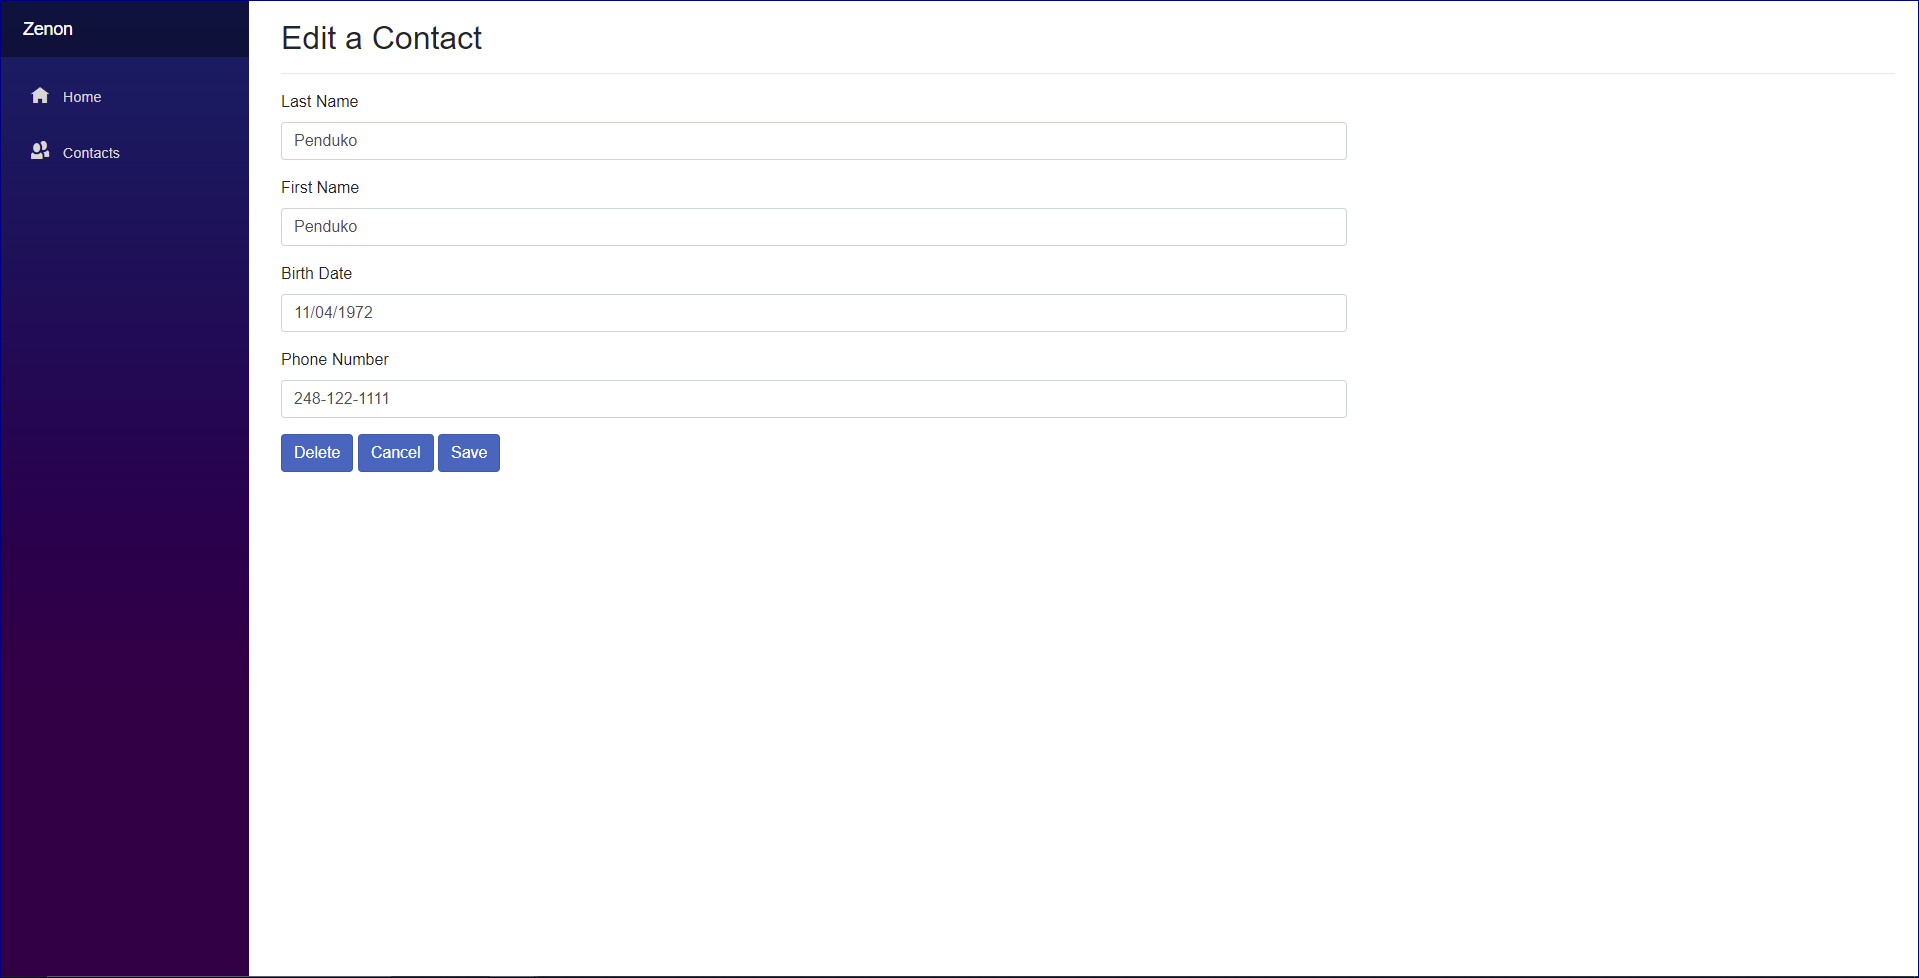 Zenon
Home
Contacts
Edit a Contact
Last Name
Penduko
First Name
Penduko
Birth Date
11/04/1972
Phone Number
248-122-1111
Delete Cancel Save